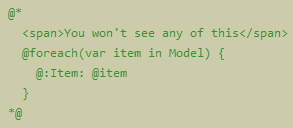 @*
  <span>You won't see any of this</span>
  @foreach(var item in Model) {
    @:Item: @item
  }
*@